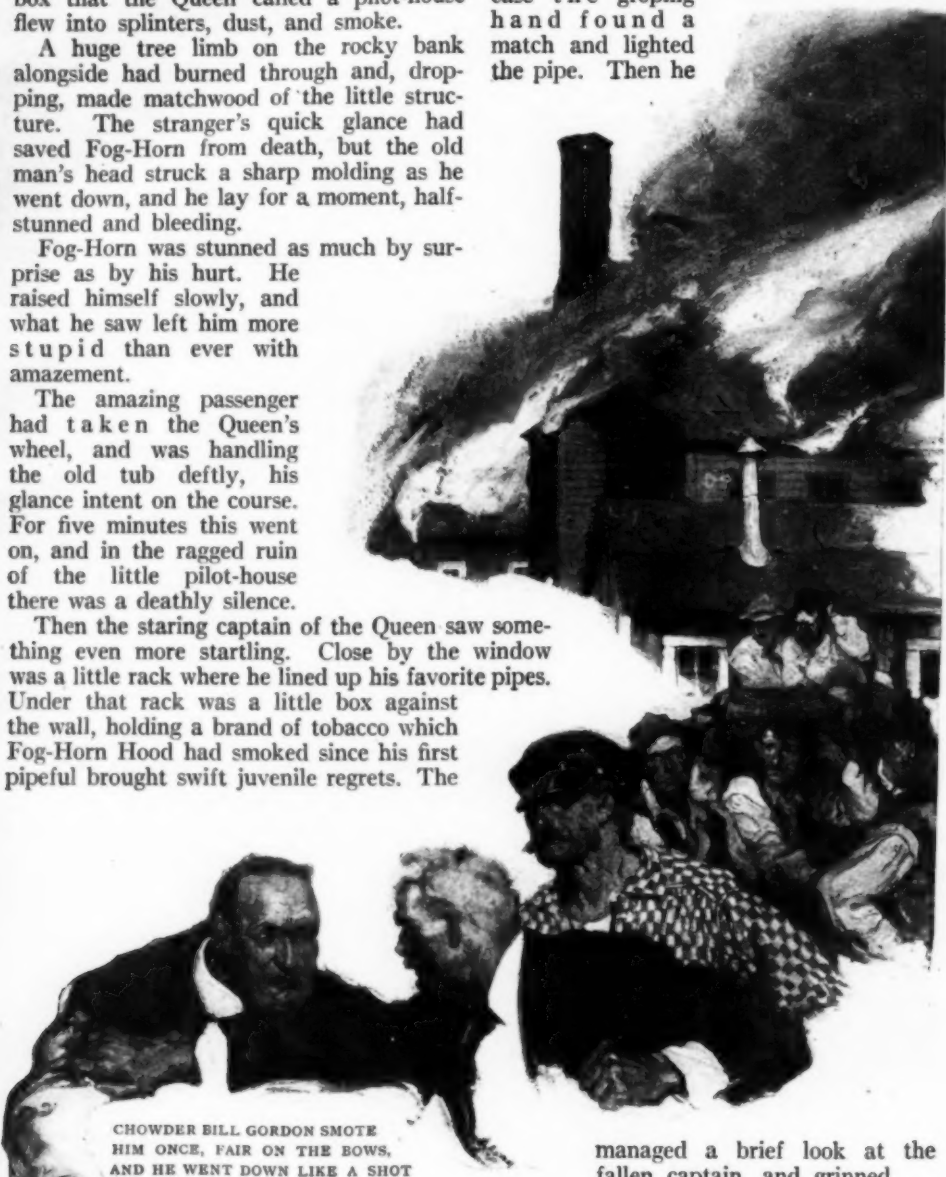 box that the Queen called a pilot-house
flew into splinters, dust, and smoke.
A huge tree limb on the rocky bank
alongside had burned through and, drop-
ping, made matchwood of the little struc-
ture. The stranger's quick glance had
saved Fog-Horn from death, but the old
man's head struck a sharp molding as he
went down, and he lay for a moment, half-
stunned and bleeding.
Fog-Horn was stunned as much by sur-
prise as by his hurt. He
raised himself slowly, and
what he saw left him more
stupid than ever with
amazement.
The amazing passenger
had taken the Queen's
wheel, and was handling
the old tub deftly, his
glance intent on the course.
For five minutes this went
on, and in the ragged ruin
of the little pilot-house
there was a deathly silence.
Then the staring captain of the Queen saw some-
thing even more startling. Close by the window
was a little rack where he lined up his favorite pipes.
Under that rack was a little box against
the wall, holding a brand of tobacco which
Fog-Horn Hood had smoked since his first
pipeful brought swift juvenile regrets. The
groping
hand found a
match and lighted
the pipe. Then he
CHOWDER BILL GORDON SMOTE
HIM ONCE, FAIR ON THE BOWS,
AND HE WENT DOWN LIKE A SHOT
managed a brief look at the
fallen captain, and grinned